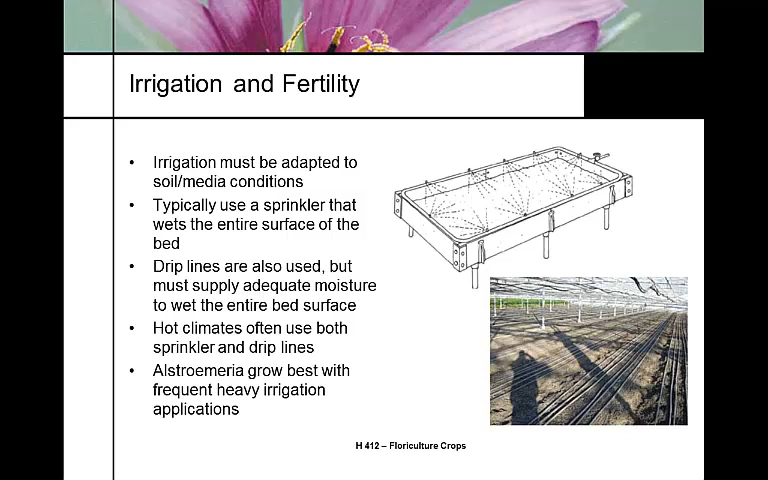 Irrigation and Fertility
• Irrigation must be adapted to
soil/media conditions
• Typically use a sprinkler that
wets the entire surface of the
bed
• Drip lines are also used, but
must supply adequate moisture
to wet the entire bed surface
• Hot climates often use both
sprinkler and drip lines
• Alstroemeria grow best with
frequent heavy irrigation
applications
H 412 – Floriculture Crops